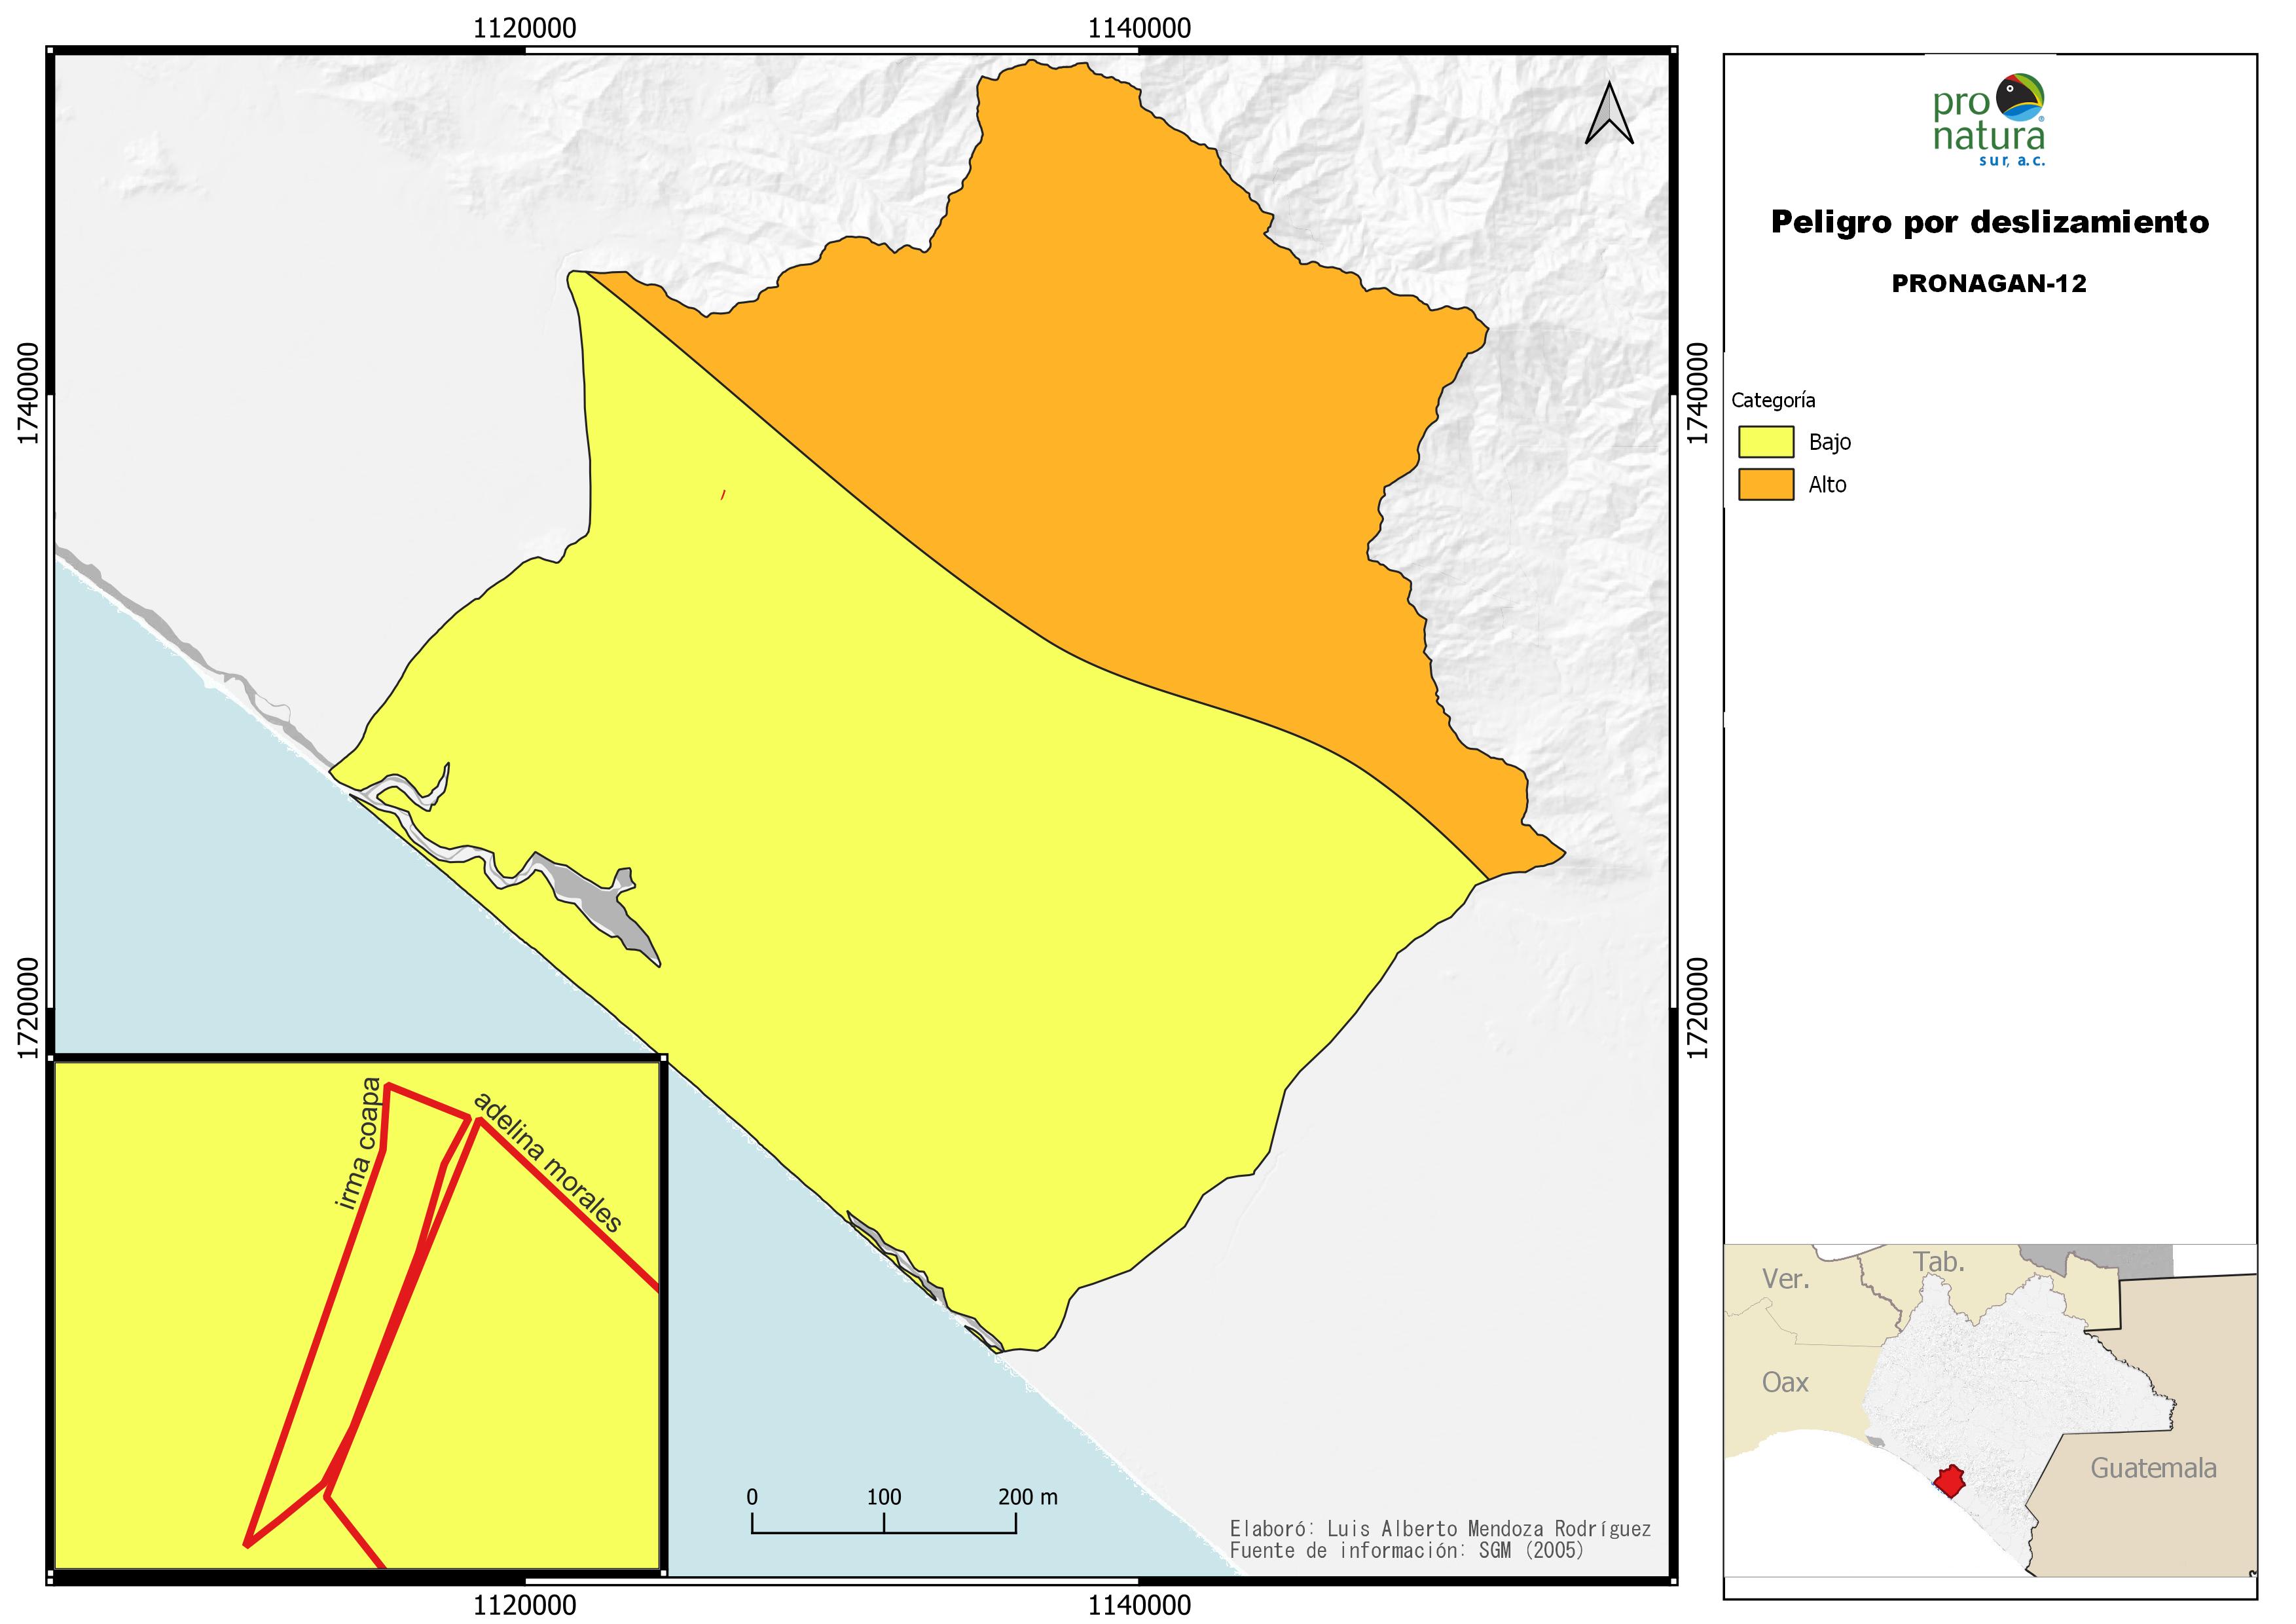 1120000
1140000
1740000
1740000
1720000
1720000
irma coapa
adelina morales
0
100
200 m
Elaboró: Luis Alberto Mendoza Rodríguez
Fuente de información: SGM (2005)
1120000
1140000
pro
natura
sur, a.c.
Peligro por deslizamiento
PRONAGAN-12
Categoría
Bajo
Alto
Ver.
Tab.
Oax
Guatemala